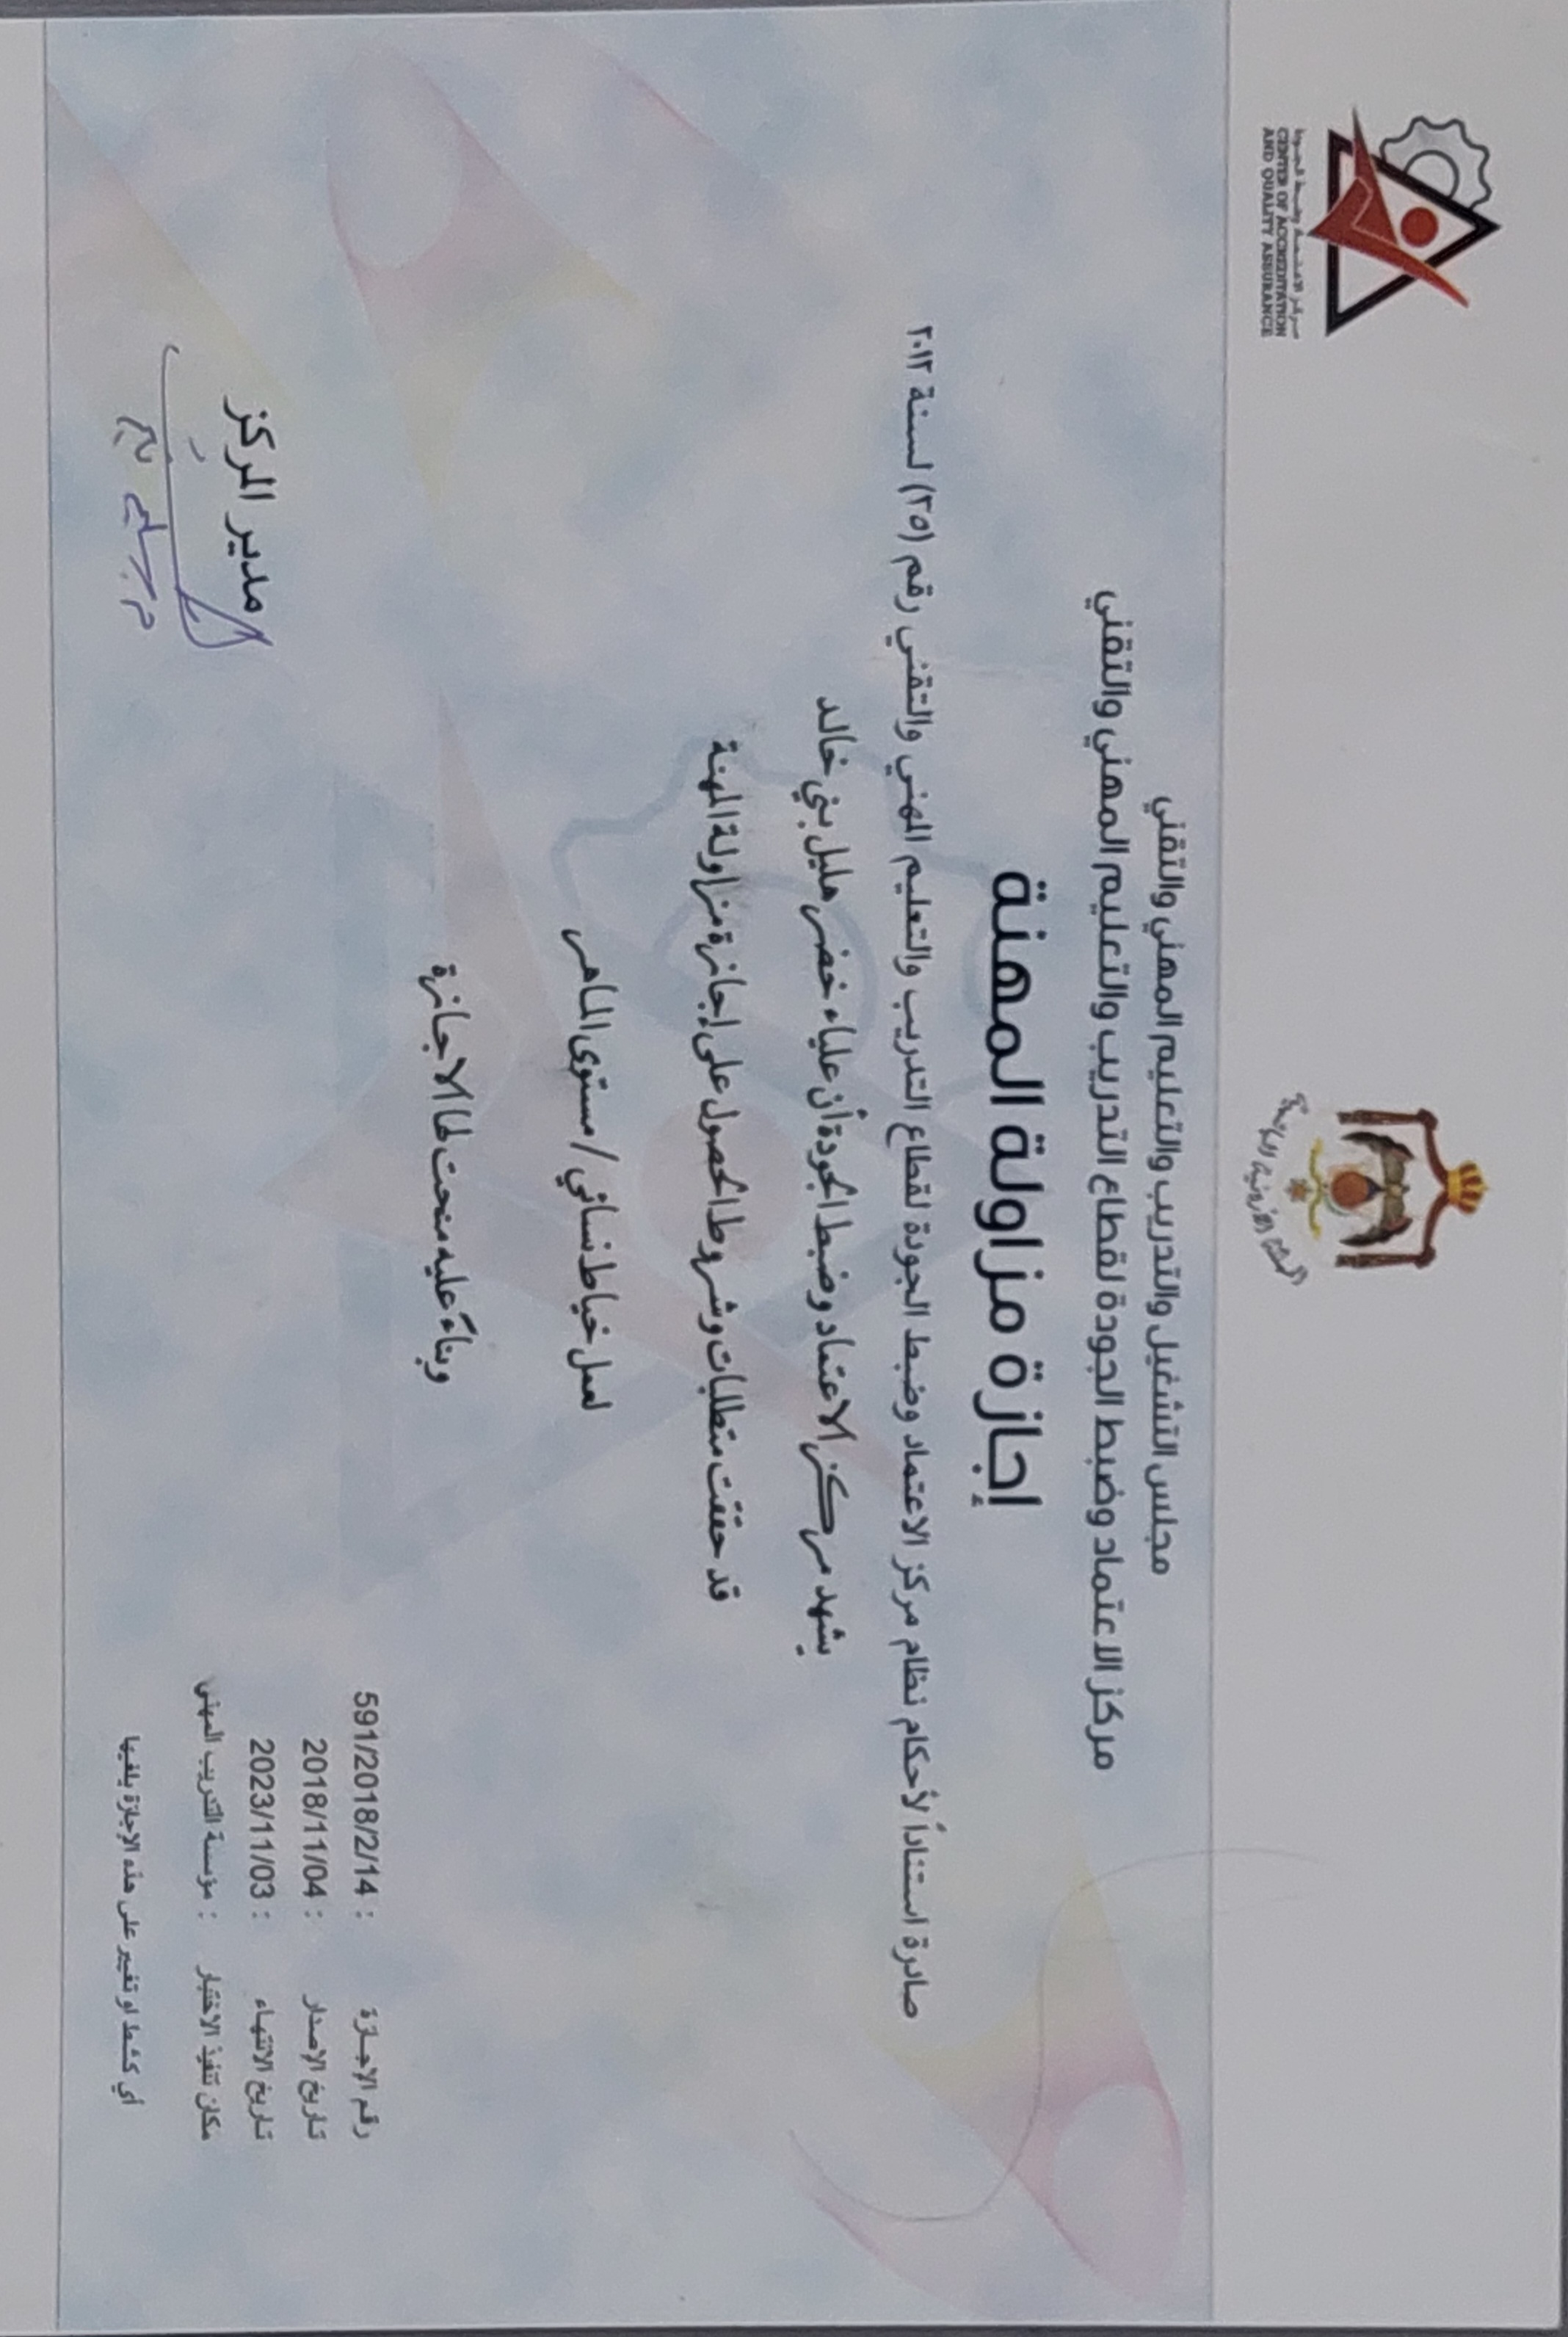 مركز الاعتماد وضبط الجودة
CENTER OF ACCREDITATION
AND QUALITY ASSURANCE
المملكة الأردنية الهاشمية
مجلس التشغيل والتدريب والتعليم المهني والتقني
مركز الاعتماد وضبط الجودة لقطاع التدريب والتعليم المهني والتقني
إجازة مزاولة المهنة
صادرة استناداً لأحكام نظام مركز الاعتماد وضبط الجودة لقطاع التدريب والتعليم المهني والتقني رقم (٣٥) لسنة ٢٠١٢
يشهد مركز الاعتماد وضبط الجودة أن علياء خضر هليل بني خالد
قد حققت متطلبات وشروط الحصول على إجازة مزاولة المهنة
لعمل خياط نسائي / مستوى الماهر
وبناءً عليه منحت لها الاجازة
رقم الإجازة : 591/2018/2/14
تاريخ الإصدار : 2018/11/04
تاريخ الانتهاء : 2023/11/03
مكان تنفيذ الاختبار : مؤسسة التدريب المهني
أي كشط او تغيير على هذه الإجازة يلغيها
مدير المركز